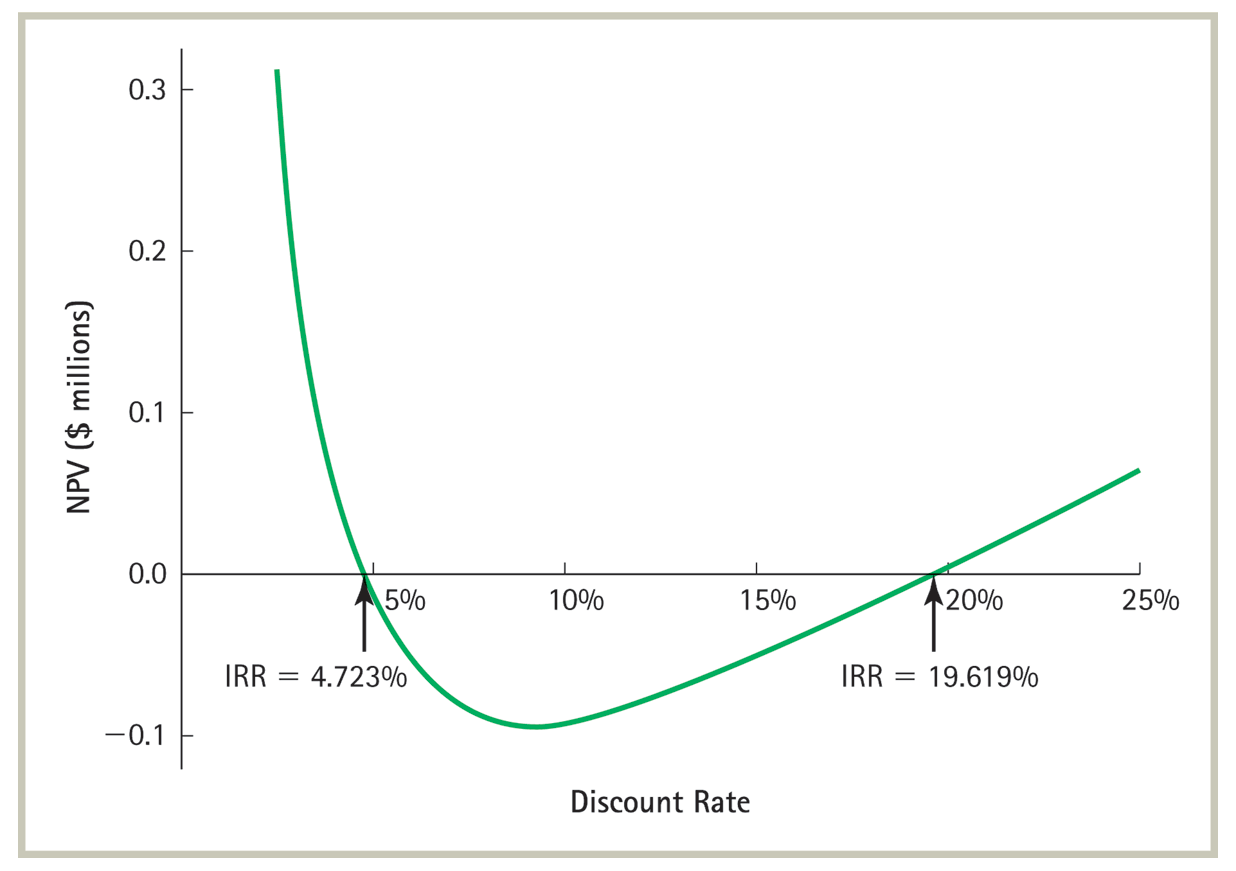 NPV ($ millions)
0.3
0.2
0.1
0.0
−0.1
5%
10%
15%
20%
25%
IRR = 4.723%
IRR = 19.619%
Discount Rate